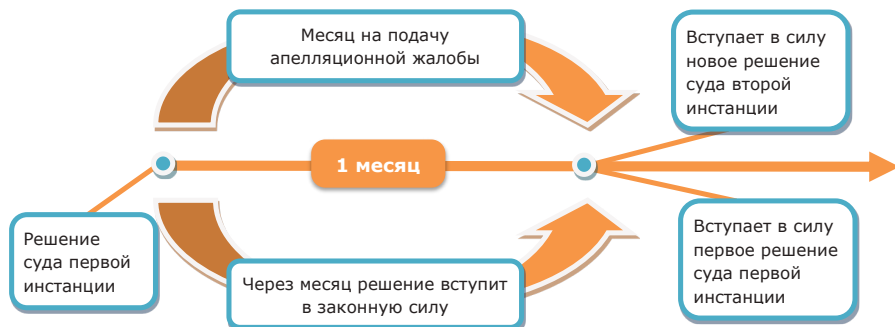 Месяц на подачу
апелляционной жалобы
Вступает в силу
новое решение
суда второй
инстанции
1 месяц
Решение
суда первой
инстанции
Через месяц решение вступит
в законную силу
Вступает в силу
первое решение
суда первой
инстанции